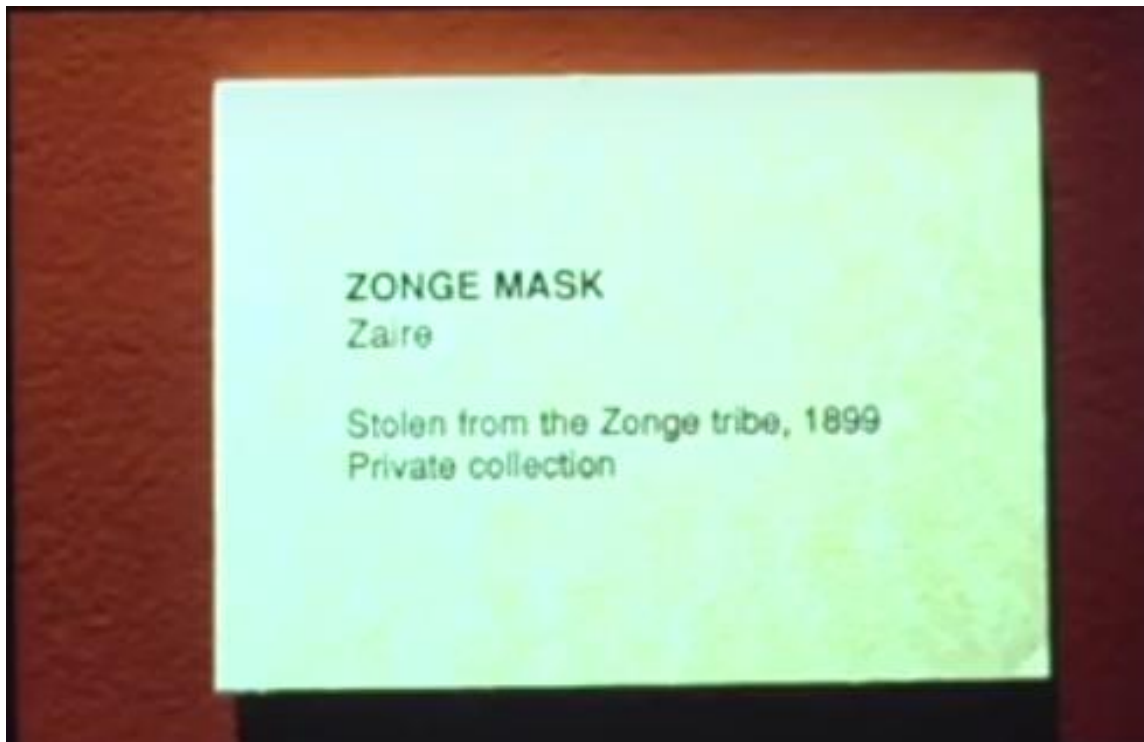 ZONGE MASK
Zaire
Stolen from the Zonge tribe, 1899
Private collection